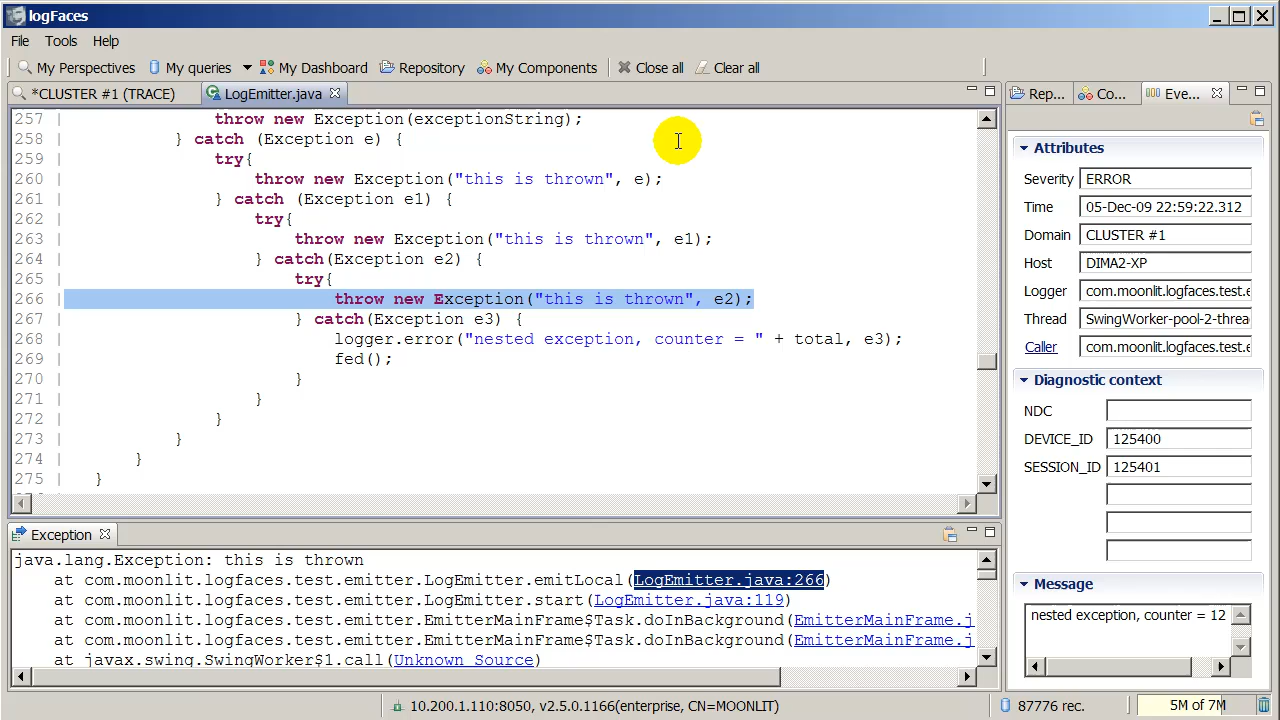 logFaces
File Tools Help
My Perspectives My queries My Dashboard Repository My Components Close all Clear all
*CLUSTER #1 (TRACE) LogEmitter.java
257 | throw new Exception(exceptionString);
258 | } catch (Exception e) {
259 | try{
260 | throw new Exception("this is thrown", e);
261 | } catch (Exception e1) {
262 | try{
263 | throw new Exception("this is thrown", e1);
264 | } catch(Exception e2) {
265 | try{
266 | throw new Exception("this is thrown", e2);
267 | } catch(Exception e3) {
268 | logger.error("nested exception, counter = " + total, e3);
269 | fed();
270 | }
271 | }
272 | }
273 | }
274 | }
275 | }
Exception
java.lang.Exception: this is thrown
at com.moonlit.logfaces.test.emitter.LogEmitter.emitLocal(LogEmitter.java:266)
at com.moonlit.logfaces.test.emitter.LogEmitter.start(LogEmitter.java:119)
at com.moonlit.logfaces.test.emitter.EmitterMainFrame$Task.doInBackground(EmitterMainFrame.j
at com.moonlit.logfaces.test.emitter.EmitterMainFrame$Task.doInBackground(EmitterMainFrame.j
at javax.swing.SwingWorker$1.call(Unknown Source)
Rep... Co... Eve...
Attributes
Severity ERROR
Time 05-Dec-09 22:59:22.312
Domain CLUSTER #1
Host DIMA2-XP
Logger com.moonlit.logfaces.test.e
Thread SwingWorker-pool-2-threa
Caller com.moonlit.logfaces.test.e
Diagnostic context
NDC
DEVICE_ID 125400
SESSION_ID 125401
Message
nested exception, counter = 12
10.200.1.110:8050, v2.5.0.1166(enterprise, CN=MOONLIT) 87776 rec. 5M of 7M